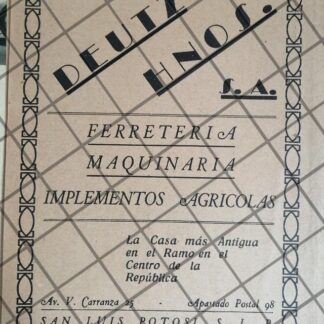 DEUTZ
HNOS.
S.A.
FERRETERIA
MAQUINARIA
IMPLEMENTOS AGRICOLAS
La Casa más Antigua
en el Ramo en el
Centro de la
República
Av. V. Carranza 25 - Apartado Postal 98
SAN LUIS POTOSI, S. L. P.